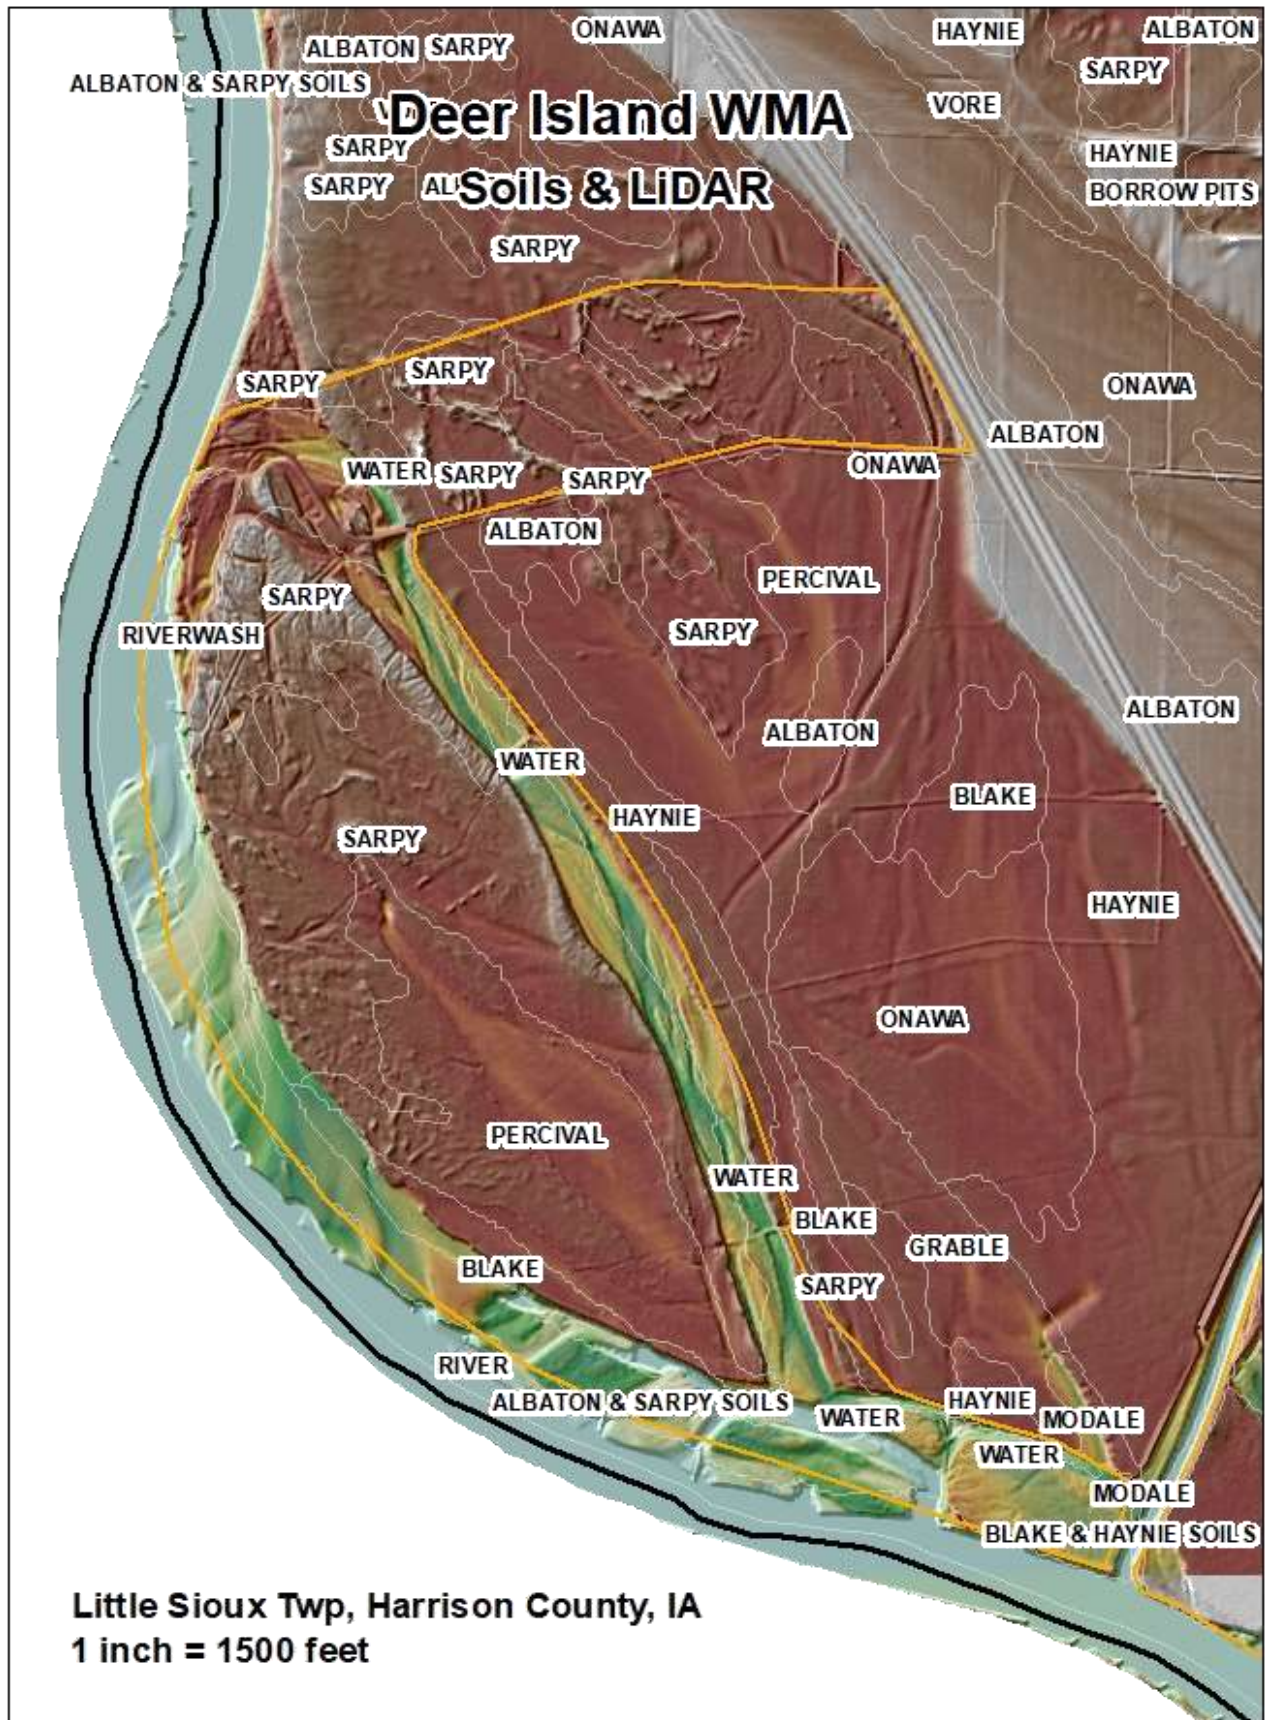 ONAWA
HAYNIE
ALBATON
ALBATON
SARPY
SARPY
ALBATON & SARPY SOILS
VORE
Deer Island WMA
SARPY
HAYNIE
SARPY
Soils & LiDAR
BORROW PITS
SARPY
SARPY
SARPY
ONAWA
ALBATON
WATER
SARPY
SARPY
ONAWA
ALBATON
PERCIVAL
SARPY
SARPY
RIVERWASH
ALBATON
ALBATON
WATER
BLAKE
HAYNIE
SARPY
HAYNIE
ONAWA
PERCIVAL
WATER
BLAKE
GRABLE
BLAKE
SARPY
RIVER
ALBATON & SARPY SOILS
HAYNIE
WATER
MODALE
WATER
MODALE
BLAKE & HAYNIE SOILS
Little Sioux Twp, Harrison County, IA
1 inch = 1500 feet